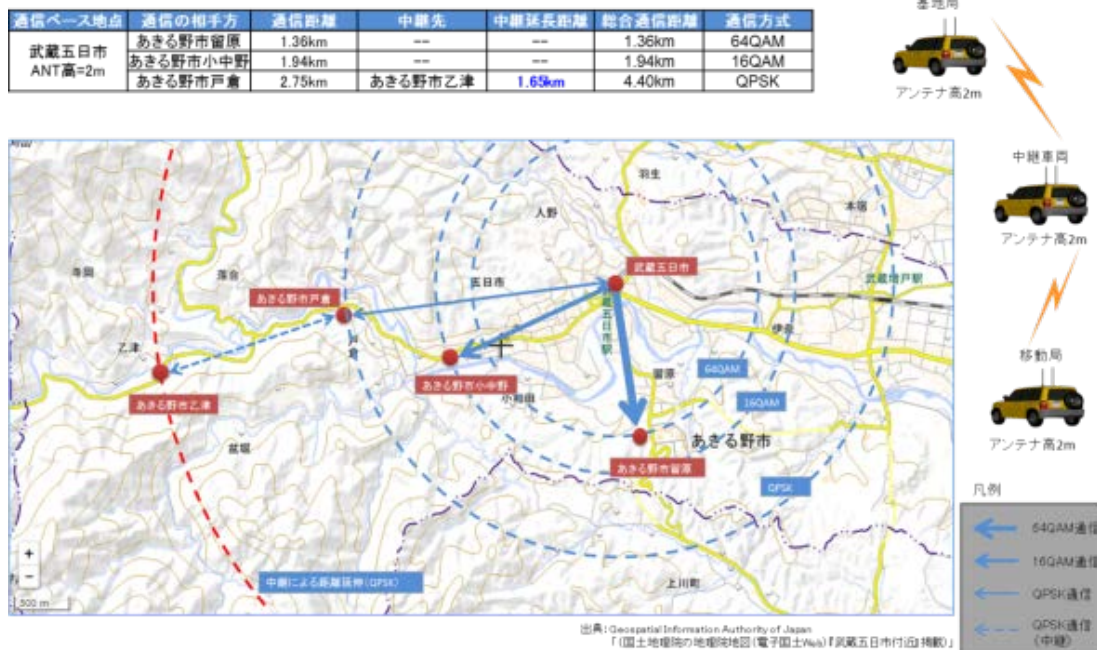 通信ベース地点 通信の相手方 通信距離 中継先 中継延長距離 総合通信距離 通信方式
武蔵五日市 ANT高=2m
あきる野市留原 1.36km -- -- 1.36km 64QAM
あきる野市小中野 1.94km -- -- 1.94km 16QAM
あきる野市戸倉 2.75km あきる野市乙津 1.65km 4.40km QPSK
基地局
アンテナ高2m
中継車両
アンテナ高2m
移動局
アンテナ高2m
羽生
人野
本宿
武蔵五日市
武蔵増戸駅
寺岡
落合
五日市
あきる野市戸倉
武蔵五日市駅
伊奈
乙津
戸倉
留原
64QAM
あきる野市小中野
小和田
16QAM
あきる野市乙津
あきる野市
盆堀
あきる野市留原
QPSK
中継による距離延伸(QPSK)
上川町
+
−
500 m
凡例
64QAM通信
16QAM通信
QPSK通信
QPSK通信
(中継)
出典:Geospatial Information Authority of Japan
「(国土地理院の地理院地図(電子国土Web)『武蔵五日市付近』掲載)」